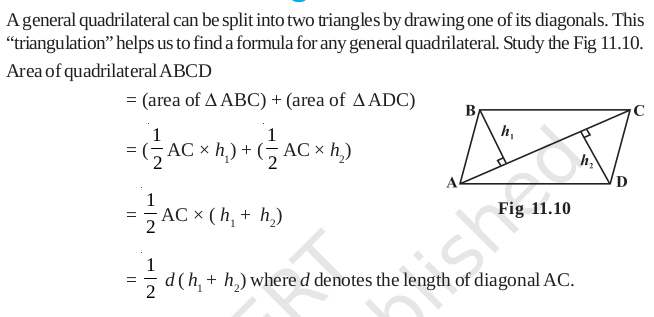 A general quadrilateral can be split into two triangles by drawing one of its diagonals. This
“triangulation” helps us to find a formula for any general quadrilateral. Study the Fig 11.10.
Area of quadrilateral ABCD
= (area of Δ ABC) + (area of Δ ADC)
= (1/2 AC × h₁) + (1/2 AC × h₂)
= 1/2 AC × ( h₁ + h₂)
= 1/2 d ( h₁ + h₂) where d denotes the length of diagonal AC.
B
C
h₁
h₂
A
D
Fig 11.10